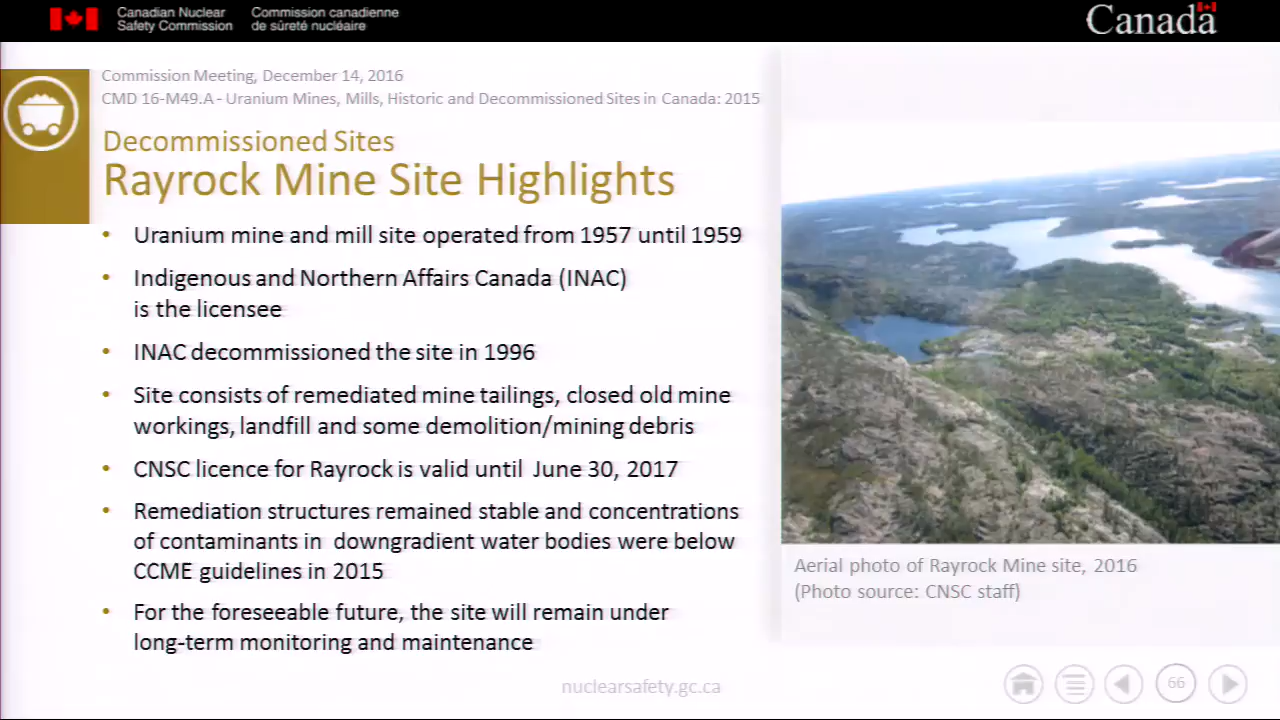 Canadian Nuclear
Safety Commission
Commission canadienne
de sûreté nucléaire
Canada
Commission Meeting, December 14, 2016
CMD 16-M49.A - Uranium Mines, Mills, Historic and Decommissioned Sites in Canada: 2015
Decommissioned Sites
Rayrock Mine Site Highlights
• Uranium mine and mill site operated from 1957 until 1959
• Indigenous and Northern Affairs Canada (INAC)
is the licensee
• INAC decommissioned the site in 1996
• Site consists of remediated mine tailings, closed old mine
workings, landfill and some demolition/mining debris
• CNSC licence for Rayrock is valid until June 30, 2017
• Remediation structures remained stable and concentrations
of contaminants in downgradient water bodies were below
CCME guidelines in 2015
• For the foreseeable future, the site will remain under
long-term monitoring and maintenance
Aerial photo of Rayrock Mine site, 2016
(Photo source: CNSC staff)
nuclearsafety.gc.ca
66